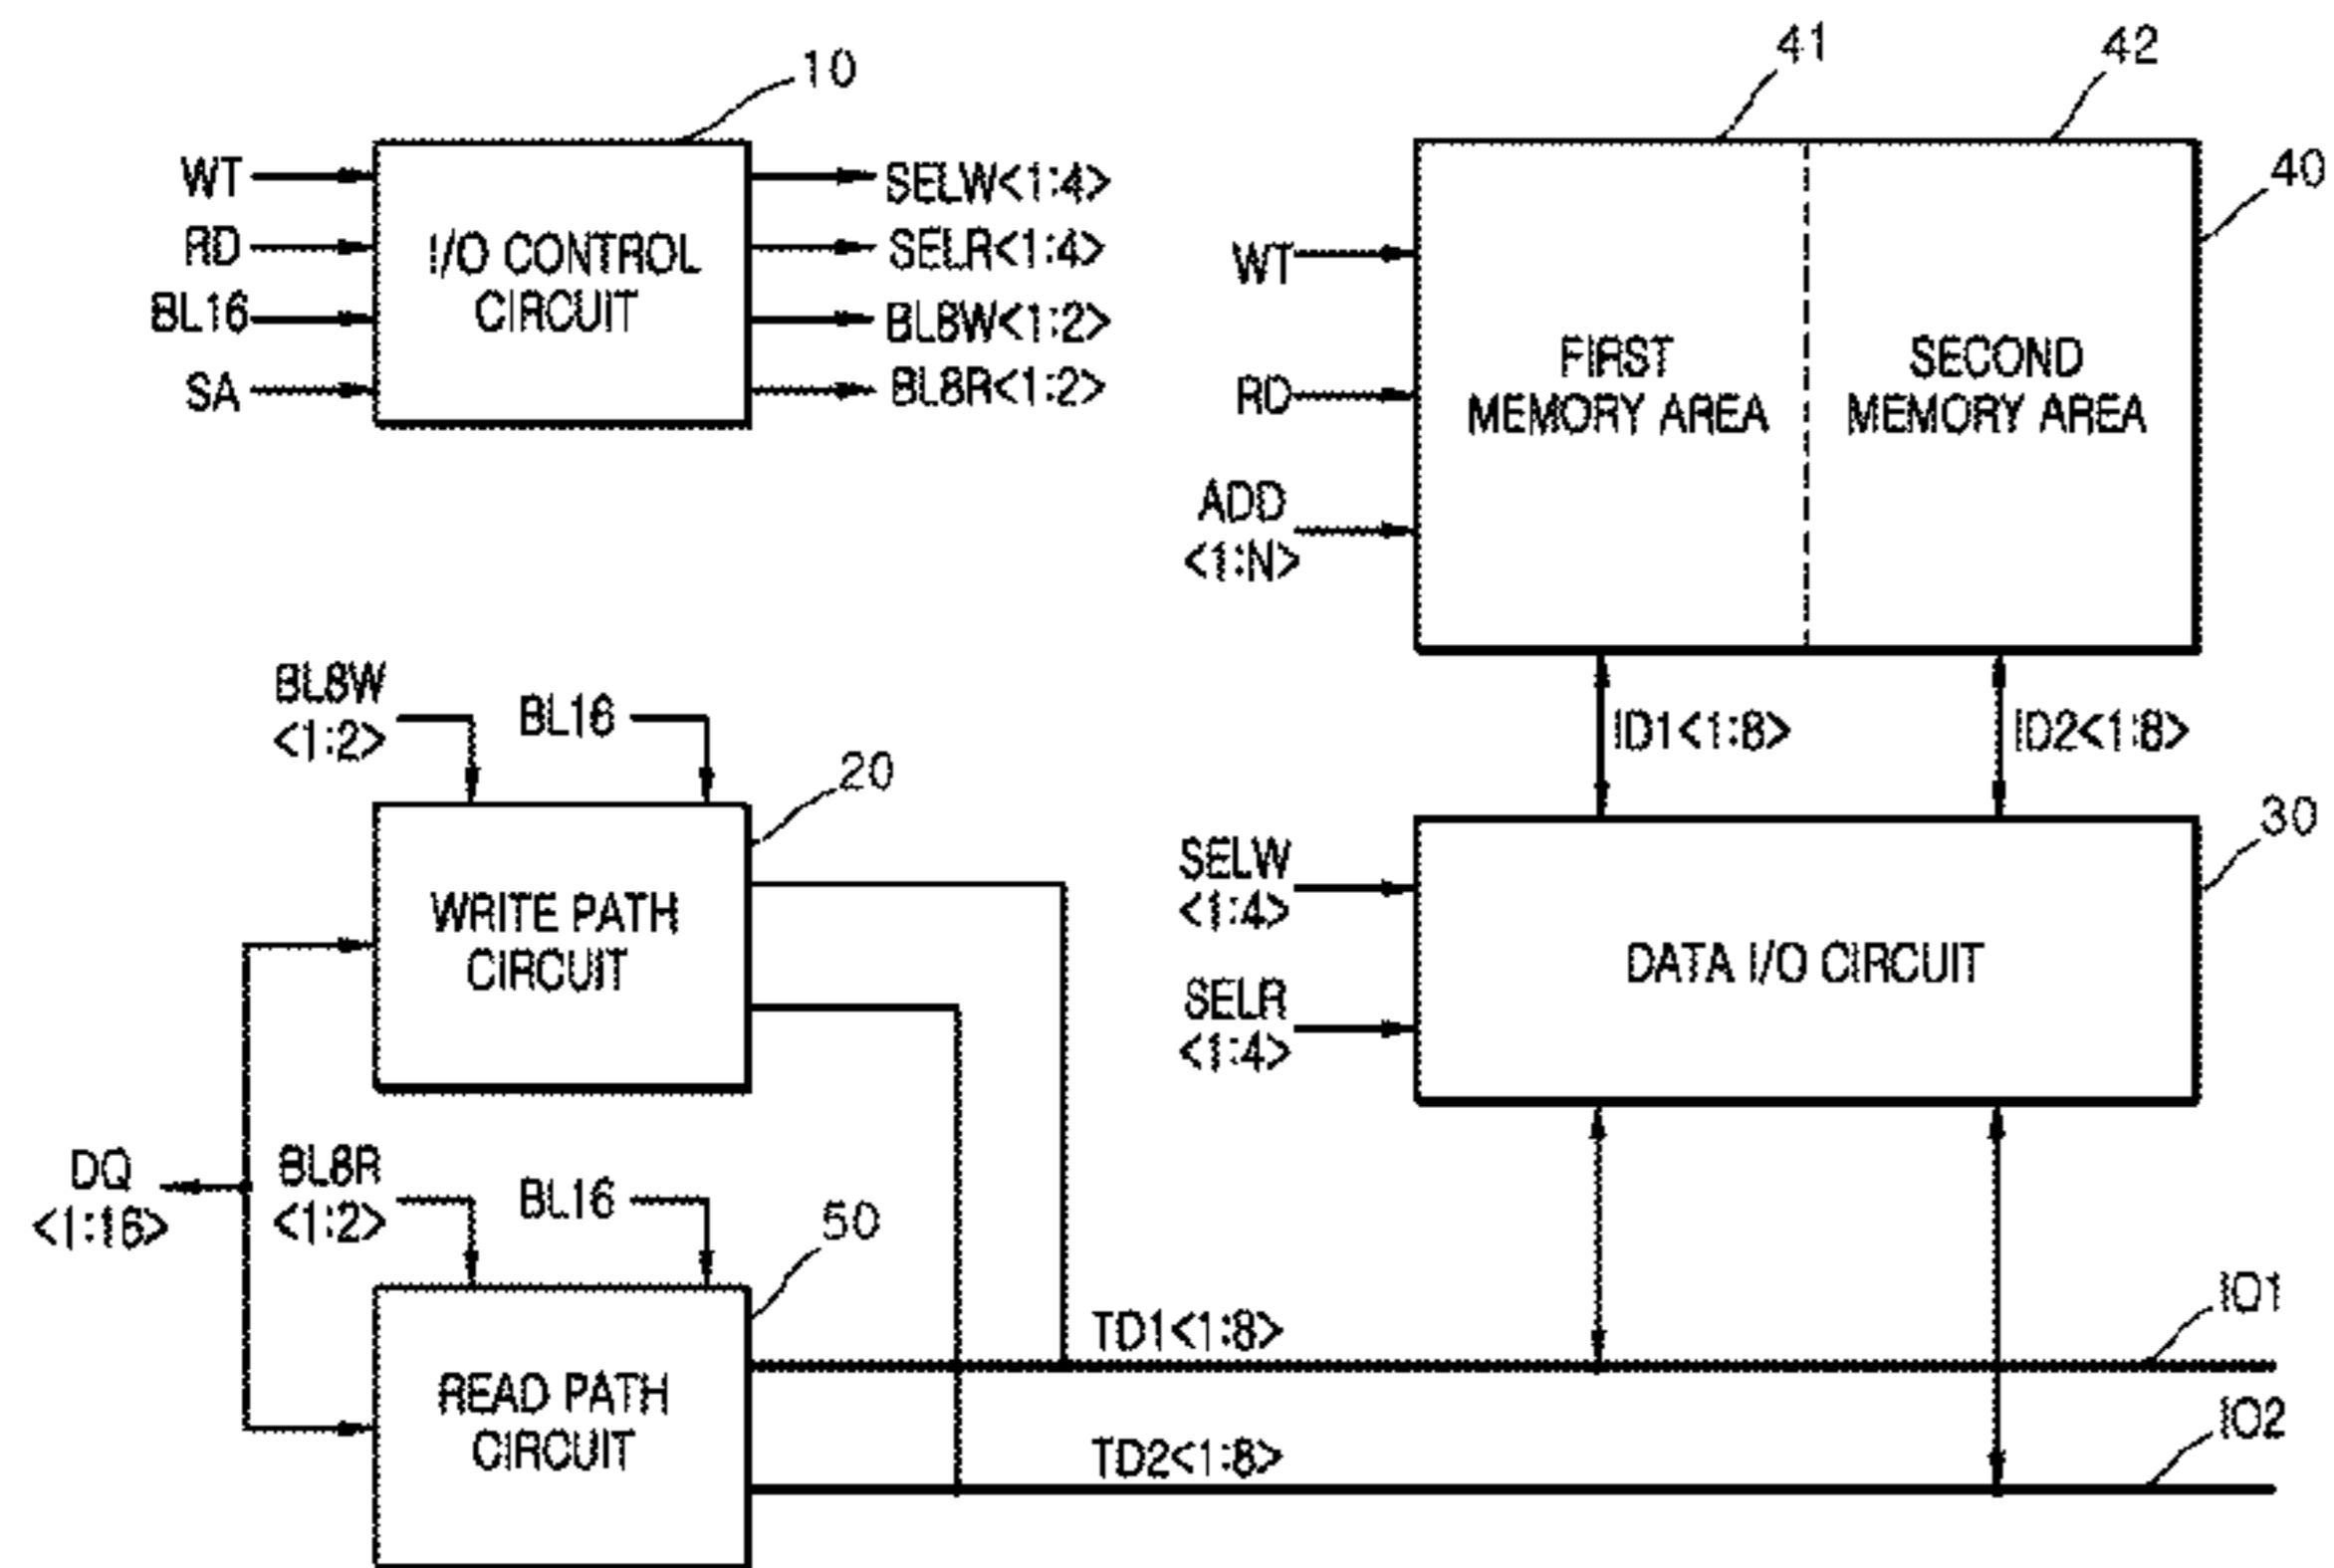 10
WT
RD
BL16
SA
I/O CONTROL
CIRCUIT
SELW<1:4>
SELR<1:4>
BL8W<1:2>
BL8R<1:2>
41
42
40
WT
RD
ADD
<1:N>
FIRST
MEMORY AREA
SECOND
MEMORY AREA
ID1<1:8>
ID2<1:8>
BL8W
<1:2>
BL16
20
WRITE PATH
CIRCUIT
SELW
<1:4>
SELR
<1:4>
30
DATA I/O CIRCUIT
DQ
<1:16>
BL8R
<1:2>
BL16
50
READ PATH
CIRCUIT
TD1<1:8>
IO1
TD2<1:8>
IO2